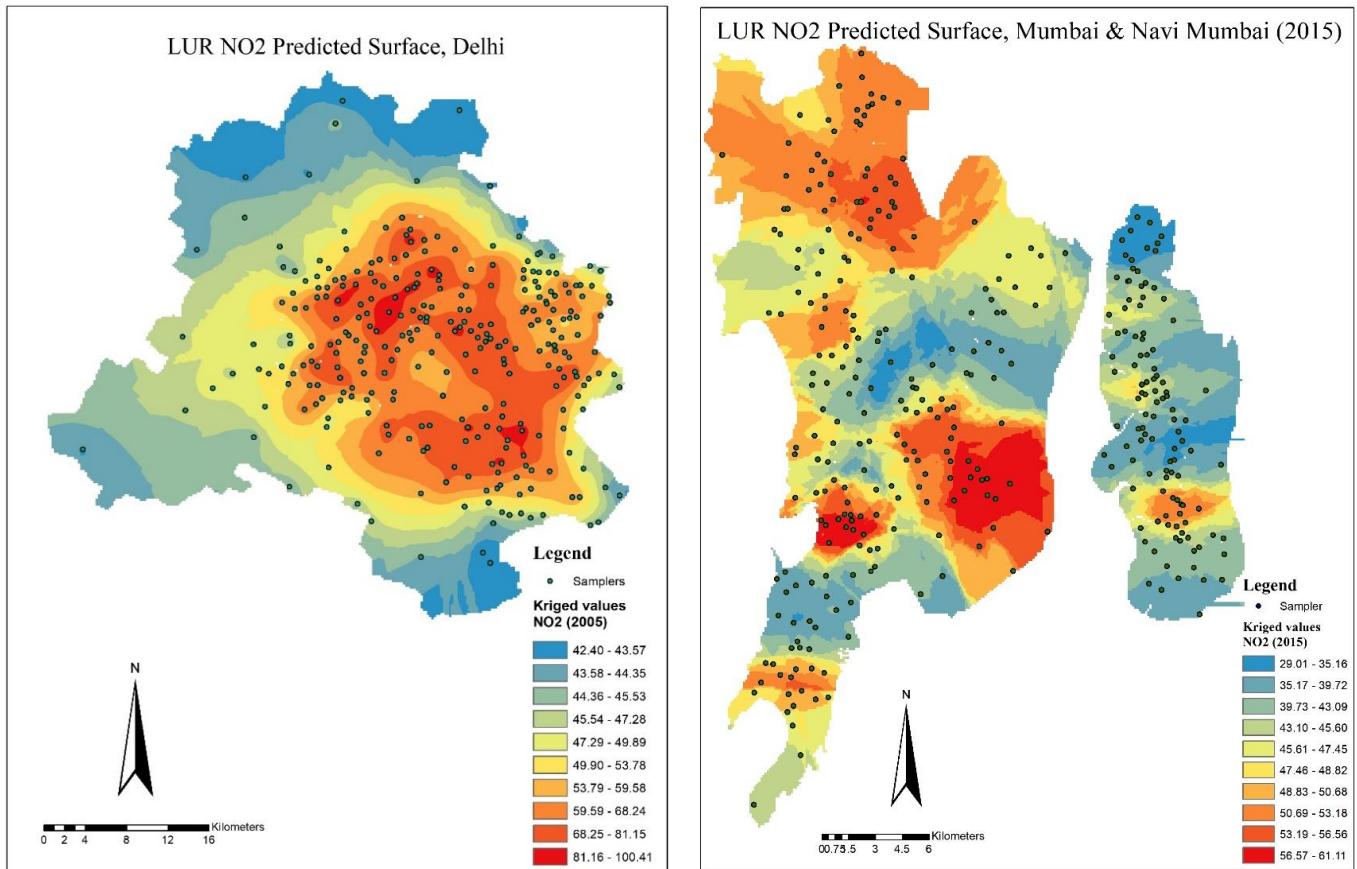 LUR NO2 Predicted Surface, Delhi
Legend
Samplers
Kriged values
NO2 (2005)
42.40 - 43.57
43.58 - 44.35
44.36 - 45.53
45.54 - 47.28
47.29 - 49.89
49.90 - 53.78
53.79 - 59.58
59.59 - 68.24
68.25 - 81.15
81.16 - 100.41
N
Kilometers
0 2 4 8 12 16
LUR NO2 Predicted Surface, Mumbai & Navi Mumbai (2015)
Legend
Sampler
Kriged values
NO2 (2015)
29.01 - 35.16
35.17 - 39.72
39.73 - 43.09
43.10 - 45.60
45.61 - 47.45
47.46 - 48.82
48.83 - 50.68
50.69 - 53.18
53.19 - 56.56
56.57 - 61.11
N
Kilometers
3 4.5 6